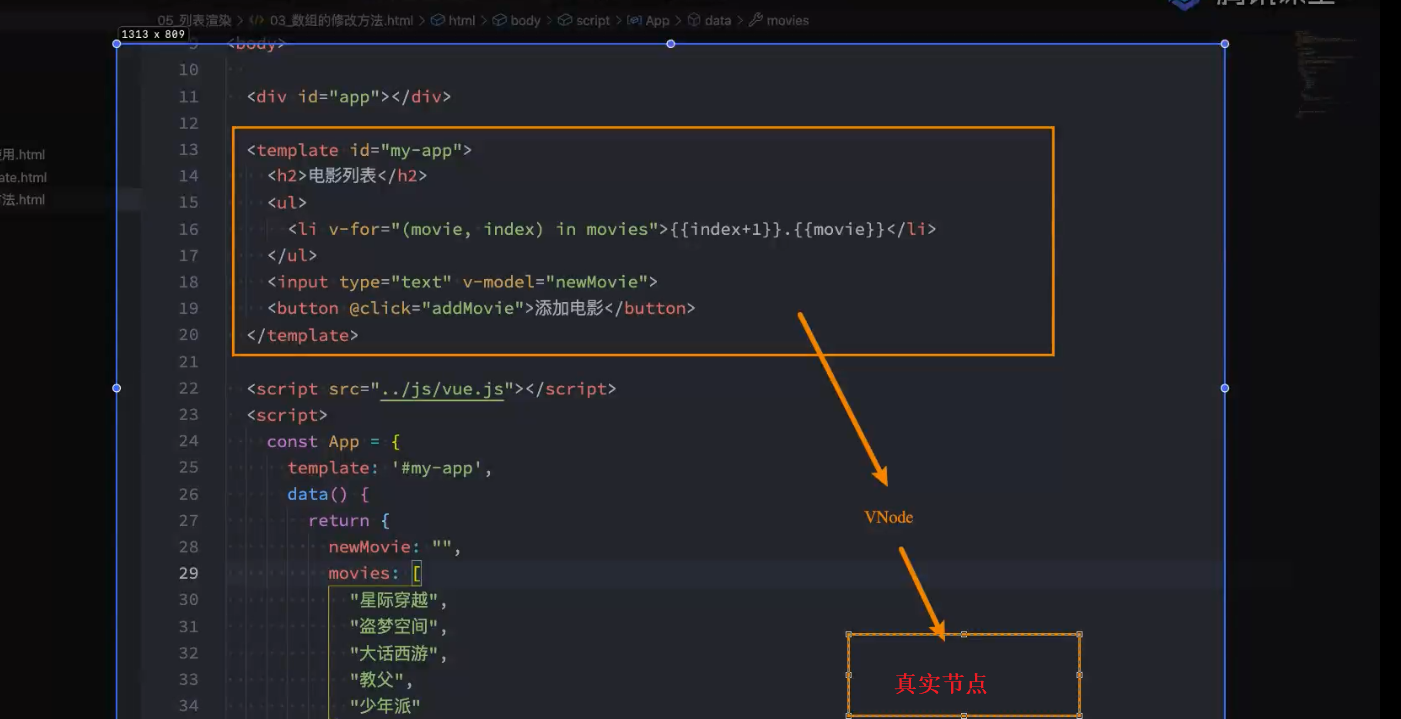 05_列表渲染 > 03_数组的修改方法.html > html > body > script > App > data > movies
1313 x 809
9 <body>
10
11 <div id="app"></div>
12
用.html
13 <template id="my-app">
ate.html
14 <h2>电影列表</h2>
方法.html
15 <ul>
16 <li v-for="(movie, index) in movies">{{index+1}}.{{movie}}</li>
17 </ul>
18 <input type="text" v-model="newMovie">
19 <button @click="addMovie">添加电影</button>
20 </template>
21
22 <script src="../js/vue.js"></script>
23 <script>
24 const App = {
25 template: '#my-app',
26 data() {
27 return {
VNode
28 newMovie: "",
29 movies: [
30 "星际穿越",
31 "盗梦空间",
32 "大话西游",
33 "教父",
真实节点
34 "少年派"